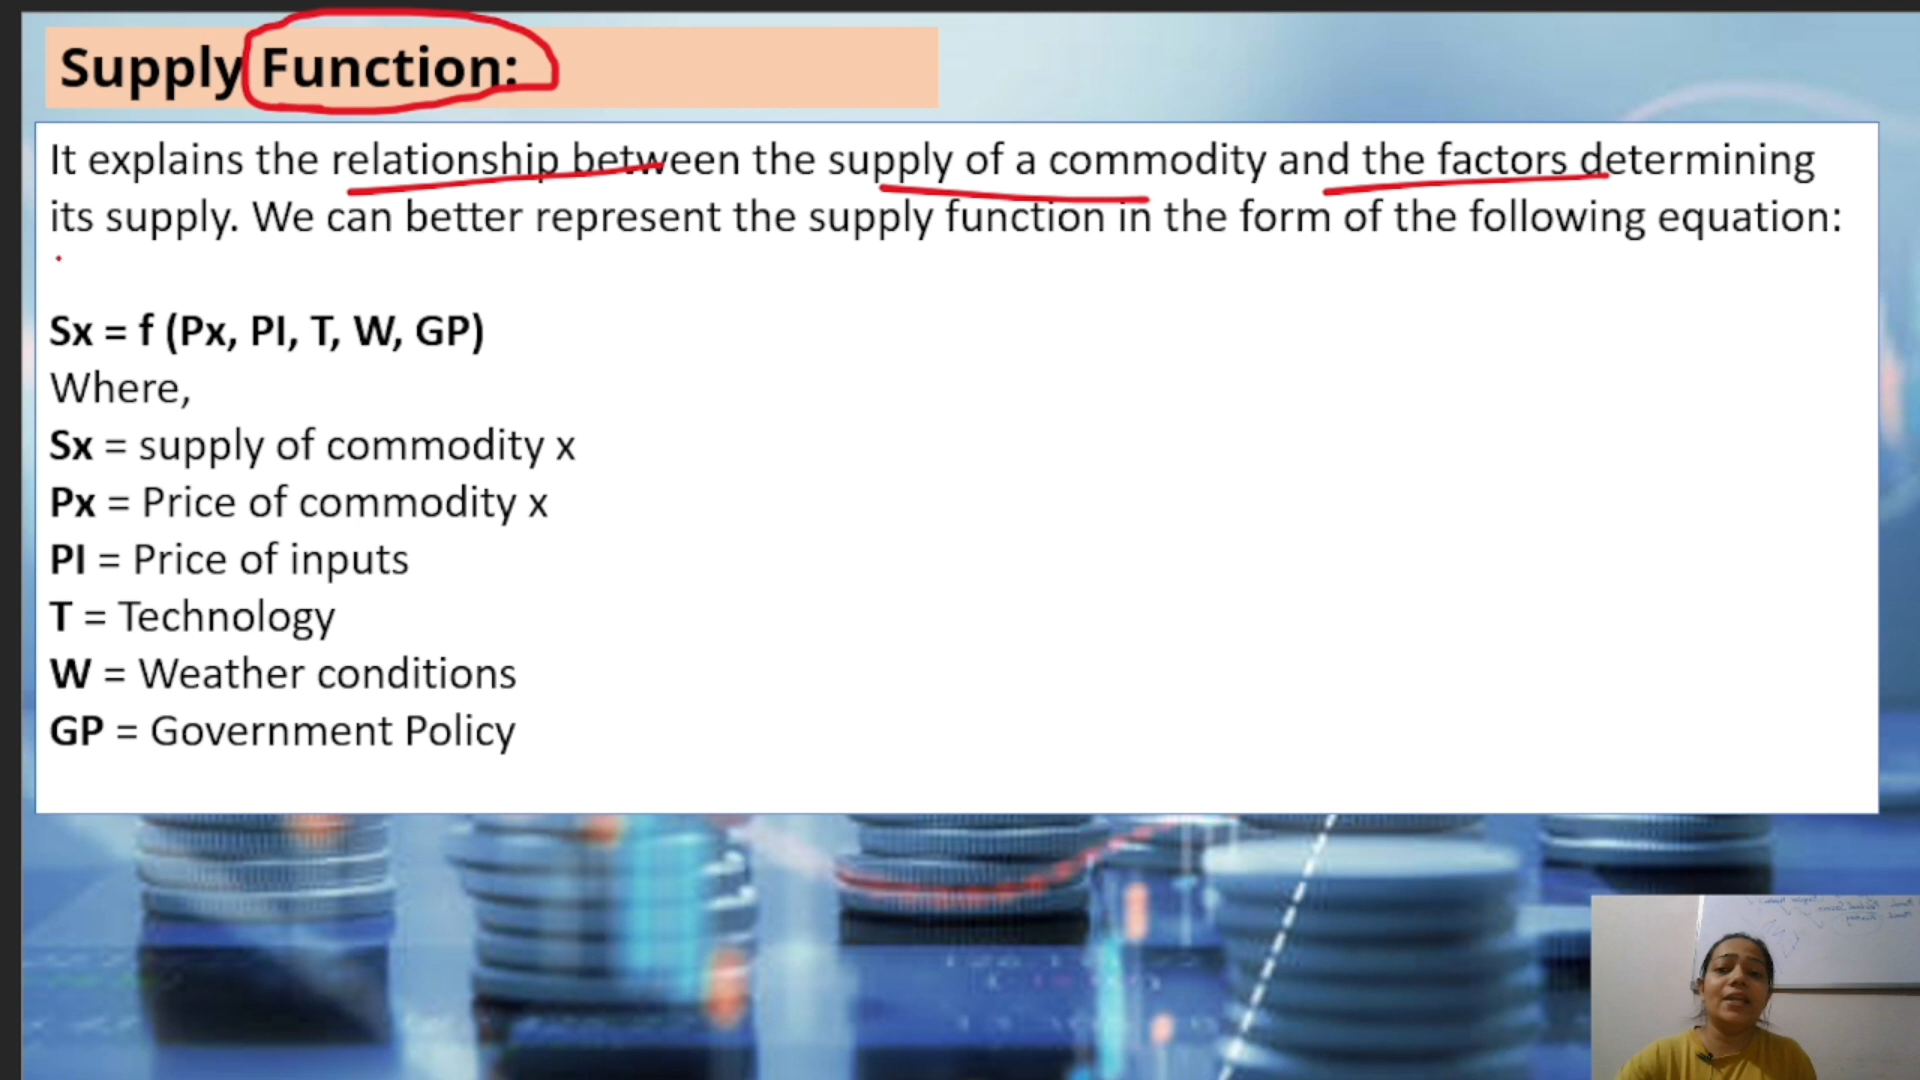 Supply Function:
It explains the relationship between the supply of a commodity and the factors determining
its supply. We can better represent the supply function in the form of the following equation:
Sx = f (Px, PI, T, W, GP)
Where,
Sx = supply of commodity x
Px = Price of commodity x
PI = Price of inputs
T = Technology
W = Weather conditions
GP = Government Policy